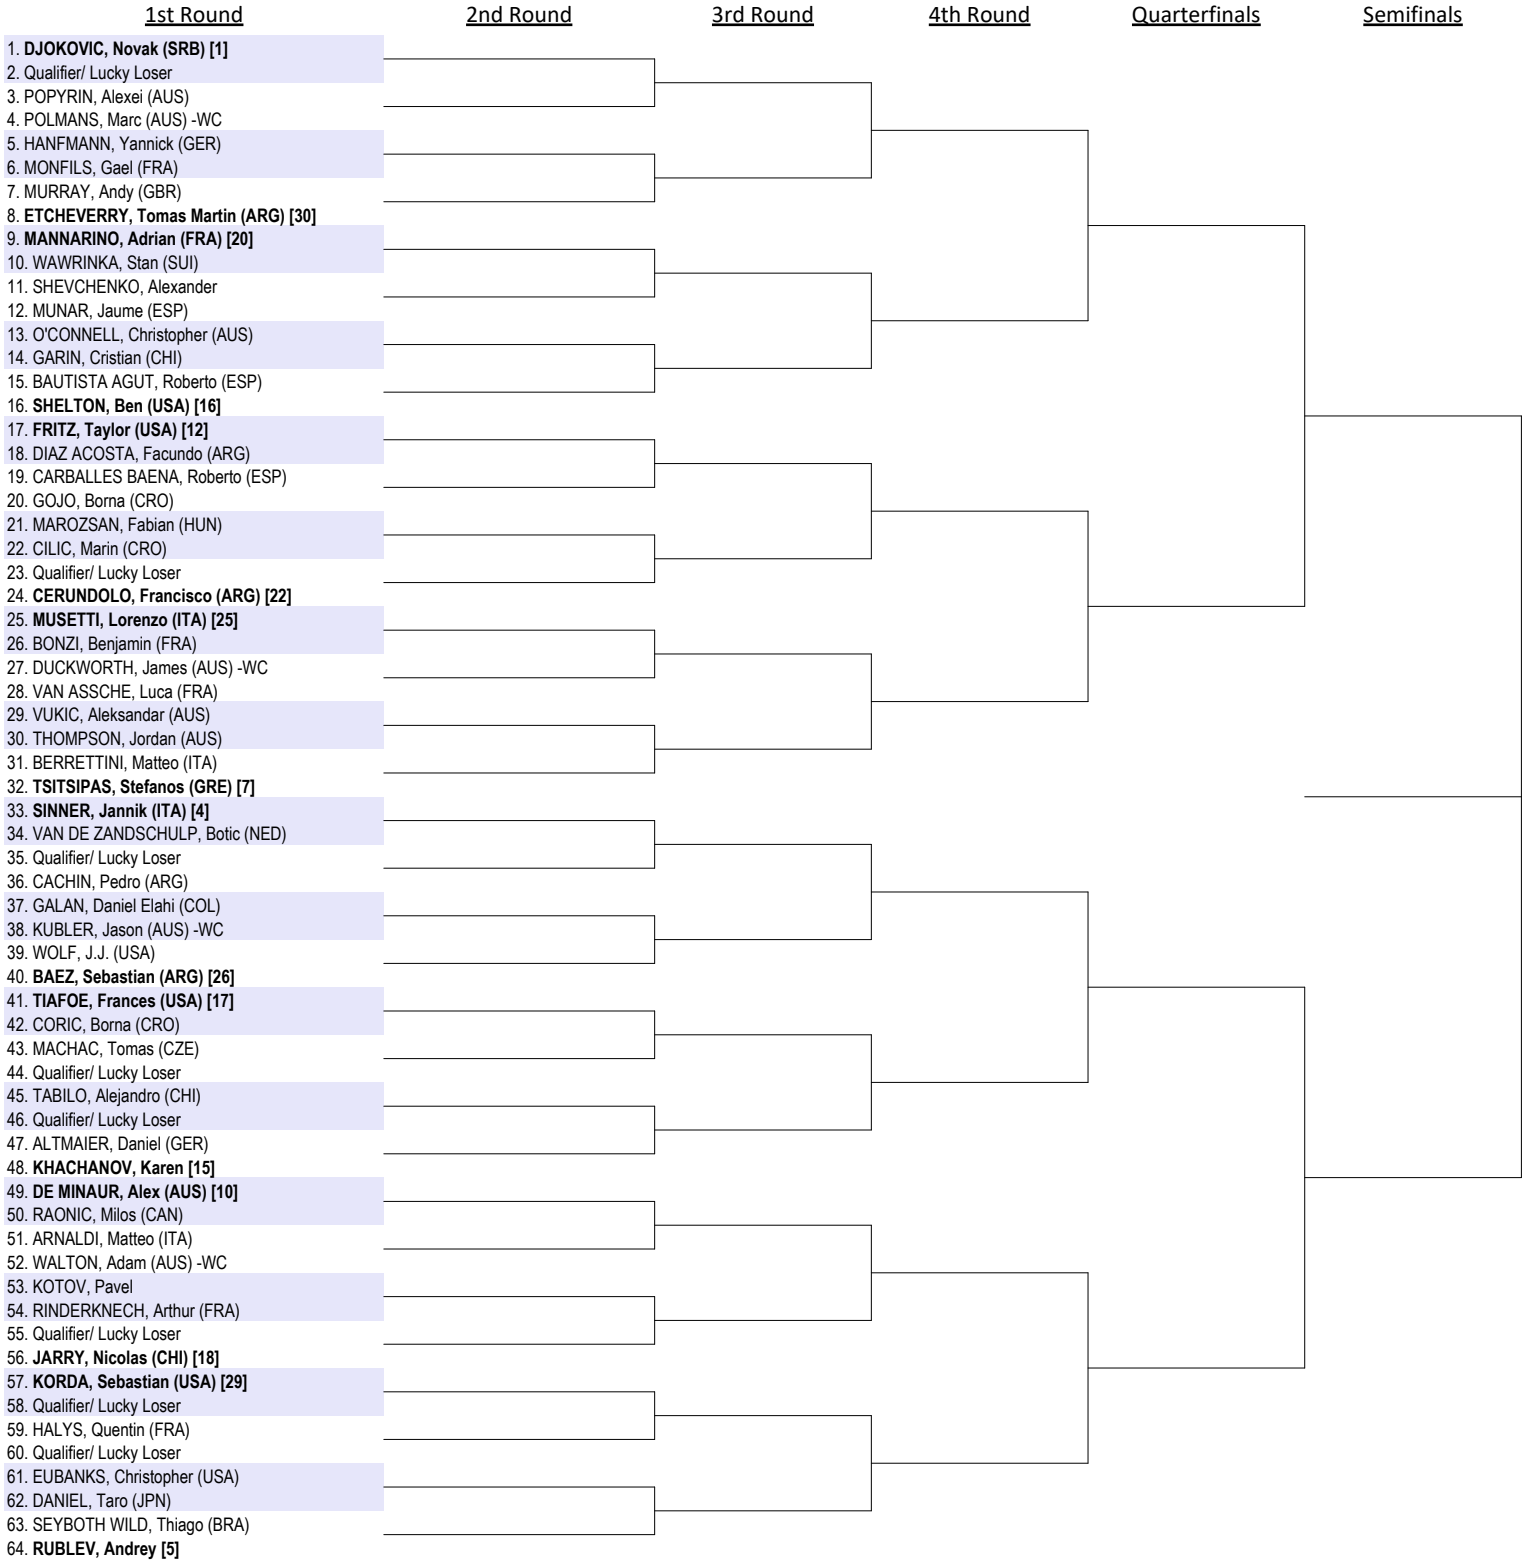 1st Round 2nd Round 3rd Round 4th Round Quarterfinals Semifinals
1. DJOKOVIC, Novak (SRB) [1]
2. Qualifier/ Lucky Loser
3. POPYRIN, Alexei (AUS)
4. POLMANS, Marc (AUS) -WC
5. HANFMANN, Yannick (GER)
6. MONFILS, Gael (FRA)
7. MURRAY, Andy (GBR)
8. ETCHEVERRY, Tomas Martin (ARG) [30]
9. MANNARINO, Adrian (FRA) [20]
10. WAWRINKA, Stan (SUI)
11. SHEVCHENKO, Alexander
12. MUNAR, Jaume (ESP)
13. O'CONNELL, Christopher (AUS)
14. GARIN, Cristian (CHI)
15. BAUTISTA AGUT, Roberto (ESP)
16. SHELTON, Ben (USA) [16]
17. FRITZ, Taylor (USA) [12]
18. DIAZ ACOSTA, Facundo (ARG)
19. CARBALLES BAENA, Roberto (ESP)
20. GOJO, Borna (CRO)
21. MAROZSAN, Fabian (HUN)
22. CILIC, Marin (CRO)
23. Qualifier/ Lucky Loser
24. CERUNDOLO, Francisco (ARG) [22]
25. MUSETTI, Lorenzo (ITA) [25]
26. BONZI, Benjamin (FRA)
27. DUCKWORTH, James (AUS) -WC
28. VAN ASSCHE, Luca (FRA)
29. VUKIC, Aleksandar (AUS)
30. THOMPSON, Jordan (AUS)
31. BERRETTINI, Matteo (ITA)
32. TSITSIPAS, Stefanos (GRE) [7]
33. SINNER, Jannik (ITA) [4]
34. VAN DE ZANDSCHULP, Botic (NED)
35. Qualifier/ Lucky Loser
36. CACHIN, Pedro (ARG)
37. GALAN, Daniel Elahi (COL)
38. KUBLER, Jason (AUS) -WC
39. WOLF, J.J. (USA)
40. BAEZ, Sebastian (ARG) [26]
41. TIAFOE, Frances (USA) [17]
42. CORIC, Borna (CRO)
43. MACHAC, Tomas (CZE)
44. Qualifier/ Lucky Loser
45. TABILO, Alejandro (CHI)
46. Qualifier/ Lucky Loser
47. ALTMAIER, Daniel (GER)
48. KHACHANOV, Karen [15]
49. DE MINAUR, Alex (AUS) [10]
50. RAONIC, Milos (CAN)
51. ARNALDI, Matteo (ITA)
52. WALTON, Adam (AUS) -WC
53. KOTOV, Pavel
54. RINDERKNECH, Arthur (FRA)
55. Qualifier/ Lucky Loser
56. JARRY, Nicolas (CHI) [18]
57. KORDA, Sebastian (USA) [29]
58. Qualifier/ Lucky Loser
59. HALYS, Quentin (FRA)
60. Qualifier/ Lucky Loser
61. EUBANKS, Christopher (USA)
62. DANIEL, Taro (JPN)
63. SEYBOTH WILD, Thiago (BRA)
64. RUBLEV, Andrey [5]